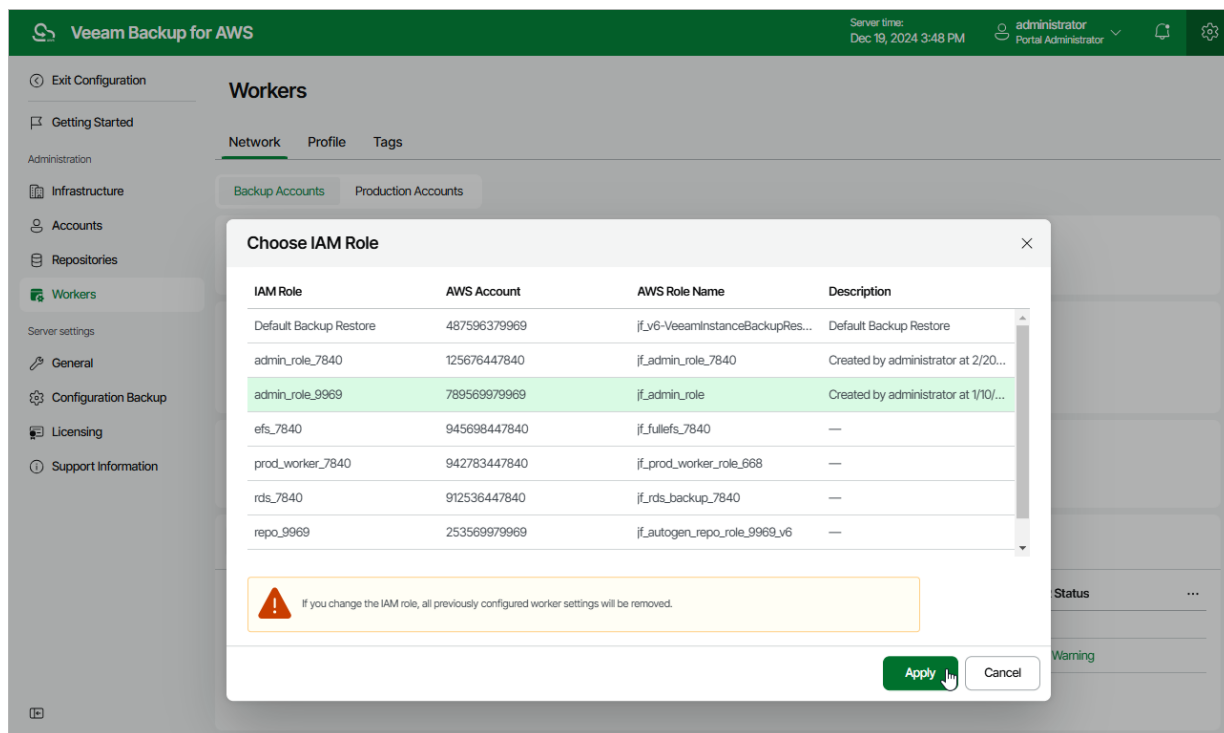 Veeam Backup for AWS
Server time:
Dec 19, 2024 3:48 PM
administrator
Portal Administrator
Exit Configuration
Getting Started
Administration
Infrastructure
Accounts
Repositories
Workers
Server settings
General
Configuration Backup
Licensing
Support Information
Workers
Network Profile Tags
Backup Accounts Production Accounts
Choose IAM Role
IAM Role AWS Account AWS Role Name Description
Default Backup Restore 487596379969 jf_v6-VeeamInstanceBackupRes... Default Backup Restore
admin_role_7840 125676447840 jf_admin_role_7840 Created by administrator at 2/20...
admin_role_9969 789569979969 jf_admin_role Created by administrator at 1/10/...
efs_7840 945698447840 jf_fullefs_7840 —
prod_worker_7840 942783447840 jf_prod_worker_role_668 —
rds_7840 912536447840 jf_rds_backup_7840 —
repo_9969 253569979969 jf_autogen_repo_role_9969_v6 —
If you change the IAM role, all previously configured worker settings will be removed.
Status ...
Warning
Apply Cancel